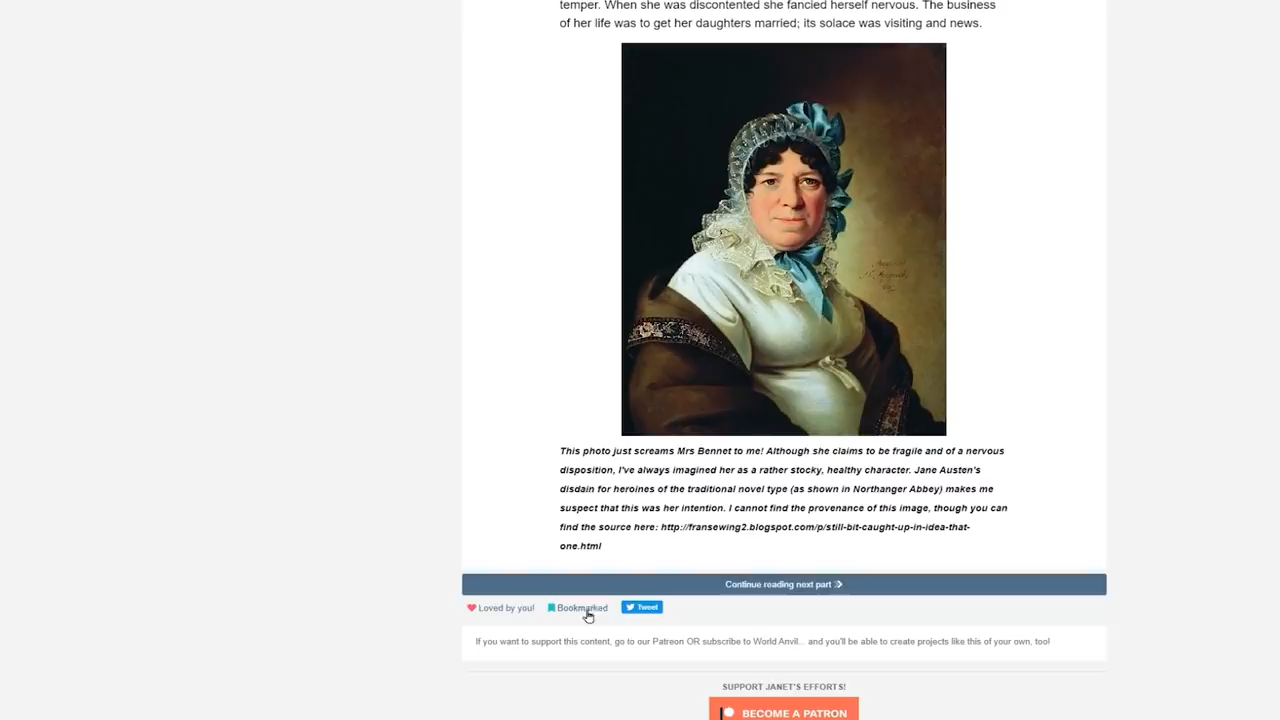 temper. When she was discontented she fancied herself nervous. The business
of her life was to get her daughters married; its solace was visiting and news.
This photo just screams Mrs Bennet to me! Although she claims to be fragile and of a nervous
disposition, I've always imagined her as a rather stocky, healthy character. Jane Austen's
disdain for heroines of the traditional novel type (as shown in Northanger Abbey) makes me
suspect that this was her intention. I cannot find the provenance of this image, though you can
find the source here: http://fransewing2.blogspot.com/p/still-bit-caught-up-in-idea-that-
one.html
Continue reading next part
Loved by you! Bookmarked Tweet
If you want to support this content, go to our Patreon OR subscribe to World Anvil... and you'll be able to create projects like this of your own, too!
SUPPORT JANET'S EFFORTS!
BECOME A PATRON